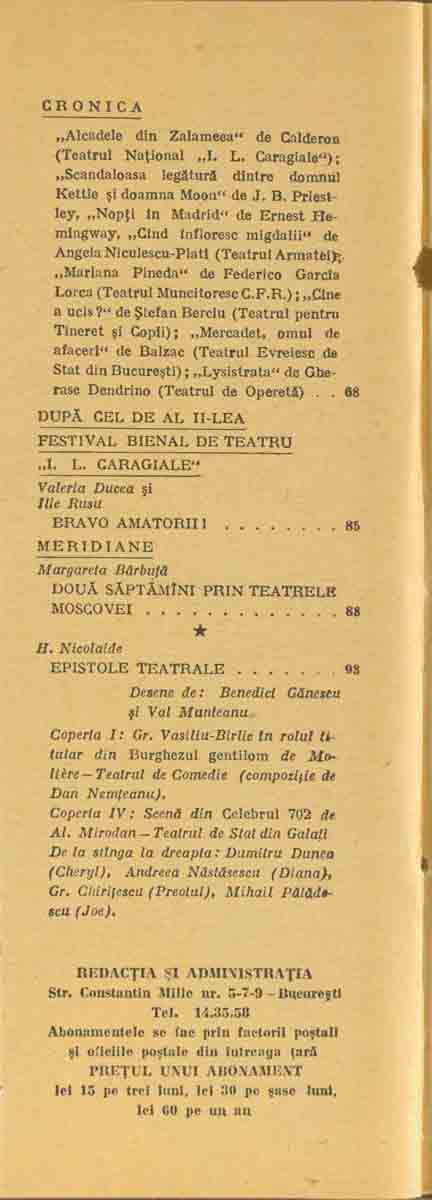 CRONICA
„Alcadele din Zalameea“ de Calderon
(Teatrul Național „I. L. Caragiale“);
„Scandaloasa legătură dintre domnul
Kettle și doamna Moon“ de J. B. Priest-
ley, „Nopți în Madrid“ de Ernest He-
mingway, „Cînd înfloresc migdalii“ de
Angela Niculescu-Plati (Teatrul Armatei);
„Mariana Pineda“ de Federico Garcia
Lorca (Teatrul Muncitoresc C.F.R.); „Cine
a ucis?“ de Ștefan Berciu (Teatrul pentru
Tineret și Copii); „Mercadet, omul de
afaceri“ de Balzac (Teatrul Evreiesc de
Stat din București); „Lysistrata“ de Ghe-
rase Dendrino (Teatrul de Operetă) . . 68
DUPĂ CEL DE AL II-LEA
FESTIVAL BIENAL DE TEATRU
„I. L. CARAGIALE“
Valeria Ducea și
Ilie Rusu
BRAVO AMATORII! . . . . . . . . 85
MERIDIANE
Margareta Bărbuță
DOUĂ SĂPTĂMÎNI PRIN TEATRELE
MOSCOVEI . . . . . . . . . . . . . 88
★
H. Nicolaide
EPISTOLE TEATRALE . . . . . . . 93
Desene de: Benedict Gănescu
și Val Munteanu.
Coperta I: Gr. Vasiliu-Birlic în rolul ti-
tular din Burghezul gentilom de Mo-
lière — Teatrul de Comedie (compoziție de
Dan Nemțeanu).
Coperta IV: Scenă din Celebrul 702 de
Al. Mirodan — Teatrul de Stat din Galați
De la stînga la dreapta: Dumitru Dunea
(Cheryl), Andreea Năstăsescu (Diana),
Gr. Chirițescu (Preotul), Mihail Pălăde-
scu (Joe).
REDACȚIA ȘI ADMINISTRAȚIA
Str. Constantin Mille nr. 5-7-9 — București
Tel. 14.35.58
Abonamentele se fac prin factorii poștali
și oficiile poștale din întreaga țară
PREȚUL UNUI ABONAMENT
lei 15 pe trei luni, lei 30 pe șase luni,
lei 60 pe un an